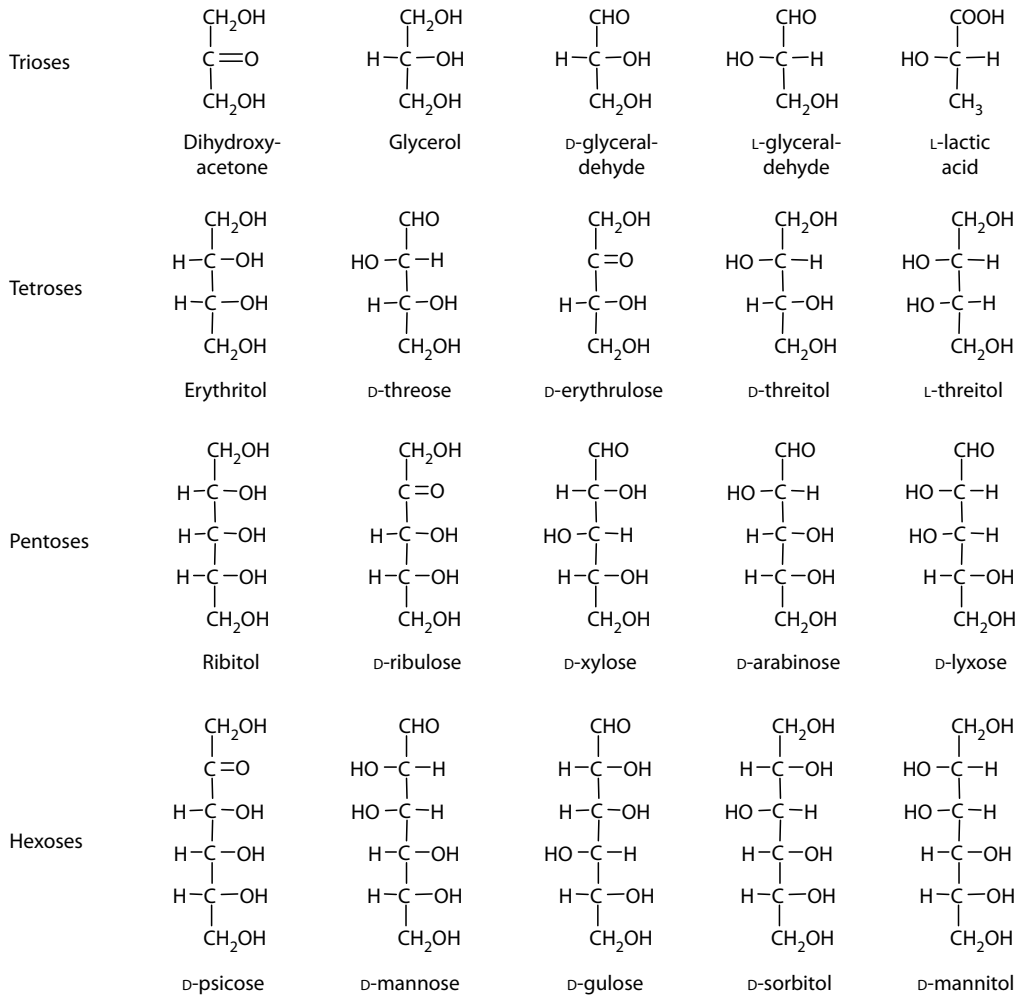 CH2OH CH2OH CHO CHO COOH
Trioses C=O H–C–OH H–C–OH HO–C–H HO–C–H
CH2OH CH2OH CH2OH CH2OH CH3
Dihydroxy- Glycerol D-glyceral- L-glyceral- L-lactic
acetone dehyde dehyde acid
CH2OH CHO CH2OH CH2OH CH2OH
H–C–OH HO–C–H C=O HO–C–H HO–C–H
Tetroses
H–C–OH H–C–OH H–C–OH H–C–OH HO–C–H
CH2OH CH2OH CH2OH CH2OH CH2OH
Erythritol D-threose D-erythrulose D-threitol L-threitol
CH2OH CH2OH CHO CHO CHO
H–C–OH C=O H–C–OH HO–C–H HO–C–H
Pentoses H–C–OH H–C–OH HO–C–H H–C–OH HO–C–H
H–C–OH H–C–OH H–C–OH H–C–OH H–C–OH
CH2OH CH2OH CH2OH CH2OH CH2OH
Ribitol D-ribulose D-xylose D-arabinose D-lyxose
CH2OH CHO CHO CH2OH CH2OH
C=O HO–C–H H–C–OH H–C–OH HO–C–H
H–C–OH HO–C–H H–C–OH HO–C–H HO–C–H
Hexoses
H–C–OH H–C–OH HO–C–H H–C–OH H–C–OH
H–C–OH H–C–OH H–C–OH H–C–OH H–C–OH
CH2OH CH2OH CH2OH CH2OH CH2OH
D-psicose D-mannose D-gulose D-sorbitol D-mannitol